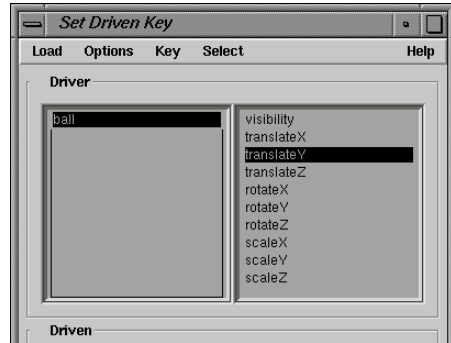 Set Driven Key
Load Options Key Select Help
Driver
ball
visibility
translateX
translateY
translateZ
rotateX
rotateY
rotateZ
scaleX
scaleY
scaleZ
Driven